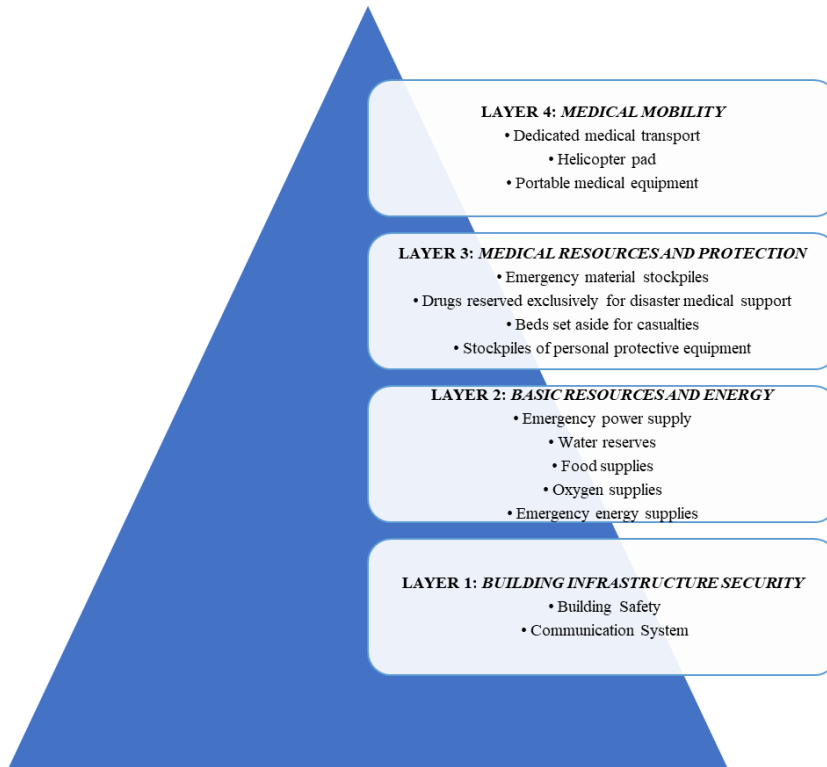 LAYER 4: MEDICAL MOBILITY
• Dedicated medical transport
• Helicopter pad
• Portable medical equipment
LAYER 3: MEDICAL RESOURCES AND PROTECTION
• Emergency material stockpiles
• Drugs reserved exclusively for disaster medical support
• Beds set aside for casualties
• Stockpiles of personal protective equipment
LAYER 2: BASIC RESOURCES AND ENERGY
• Emergency power supply
• Water reserves
• Food supplies
• Oxygen supplies
• Emergency energy supplies
LAYER 1: BUILDING INFRASTRUCTURE SECURITY
• Building Safety
• Communication System